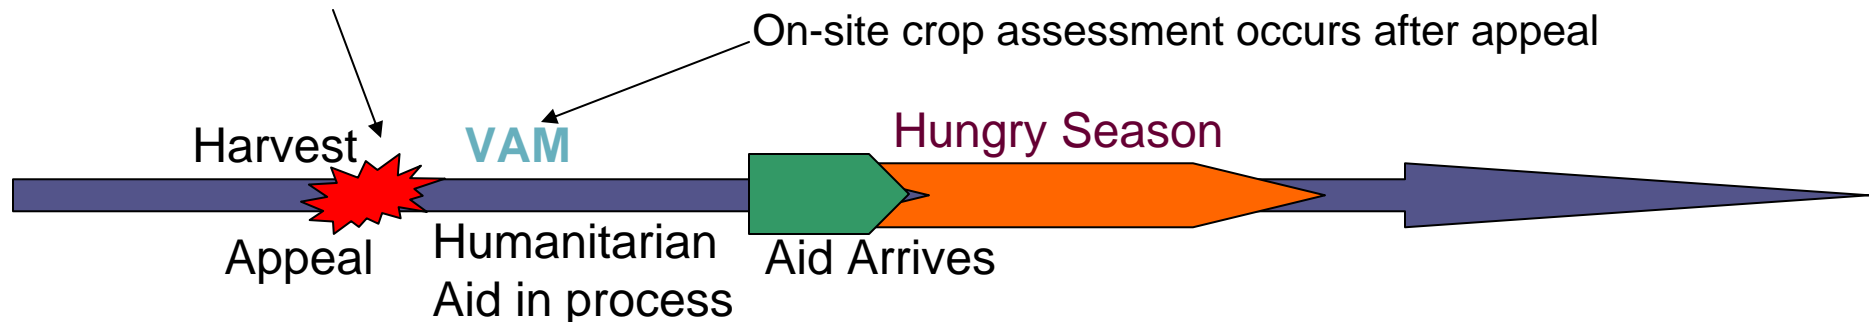 On-site crop assessment occurs after appeal
Harvest
VAM
Hungry Season
Appeal
Humanitarian
Aid in process
Aid Arrives